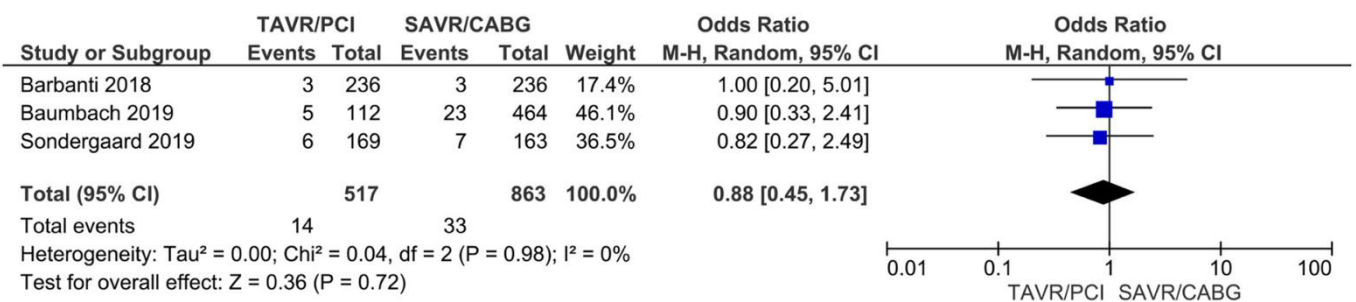 TAVR/PCI SAVR/CABG Odds Ratio Odds Ratio
Study or Subgroup Events Total Events Total Weight M-H, Random, 95% CI M-H, Random, 95% CI
Barbanti 2018 3 236 3 236 17.4% 1.00 [0.20, 5.01]
Baumbach 2019 5 112 23 464 46.1% 0.90 [0.33, 2.41]
Sondergaard 2019 6 169 7 163 36.5% 0.82 [0.27, 2.49]
Total (95% CI) 517 863 100.0% 0.88 [0.45, 1.73]
Total events 14 33
Heterogeneity: Tau² = 0.00; Chi² = 0.04, df = 2 (P = 0.98); I² = 0%
Test for overall effect: Z = 0.36 (P = 0.72)
0.01 0.1 1 10 100
TAVR/PCI SAVR/CABG